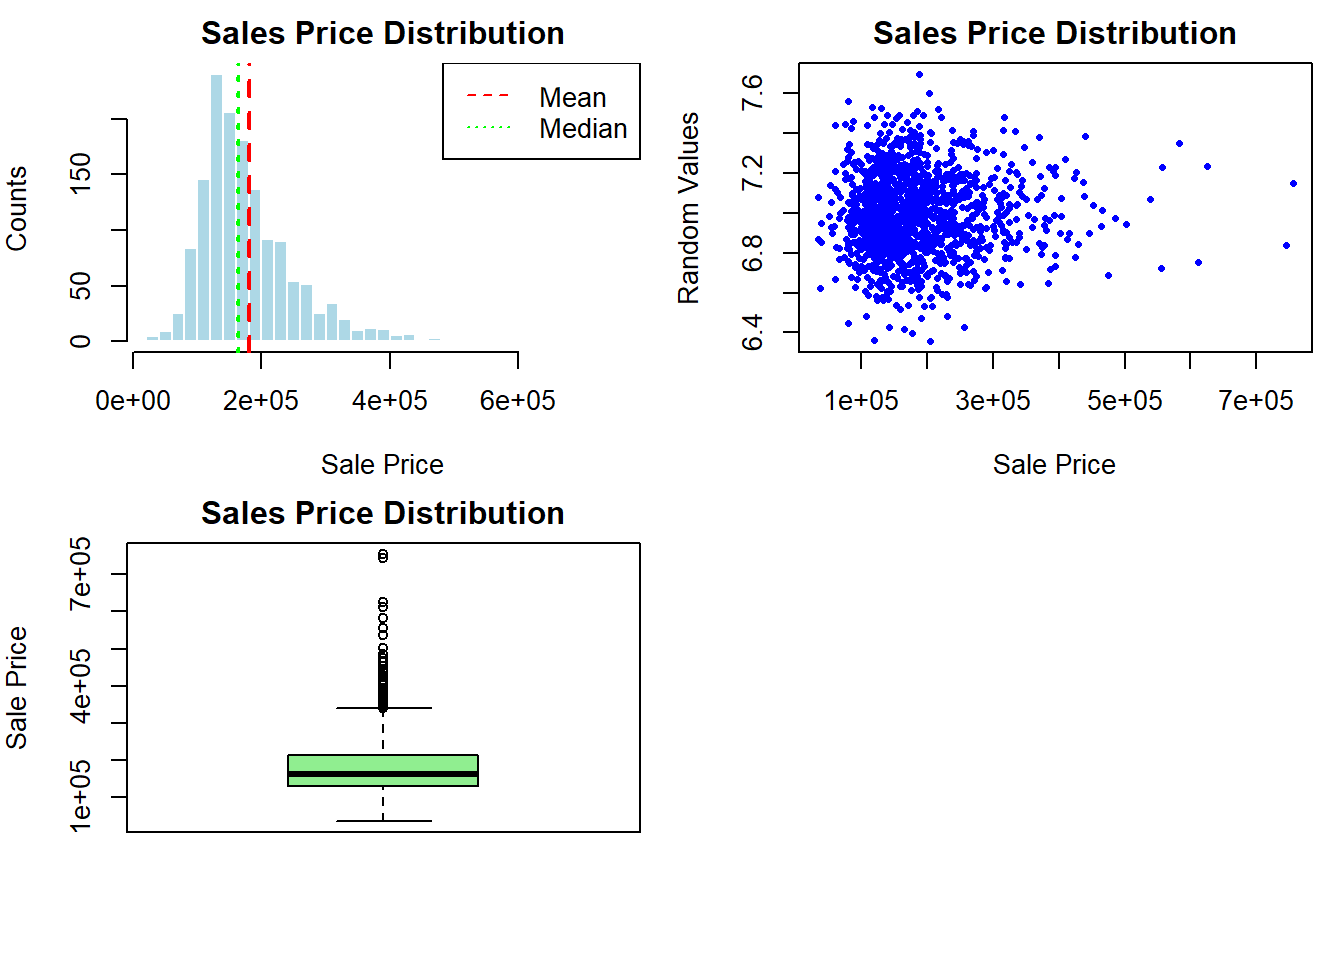 Sales Price Distribution
Mean
Median
Counts
150
50
0
0e+00 2e+05 4e+05 6e+05
Sale Price
Sales Price Distribution
Random Values
7.6
7.2
6.8
6.4
1e+05 3e+05 5e+05 7e+05
Sale Price
Sales Price Distribution
Sale Price
7e+05
4e+05
1e+05